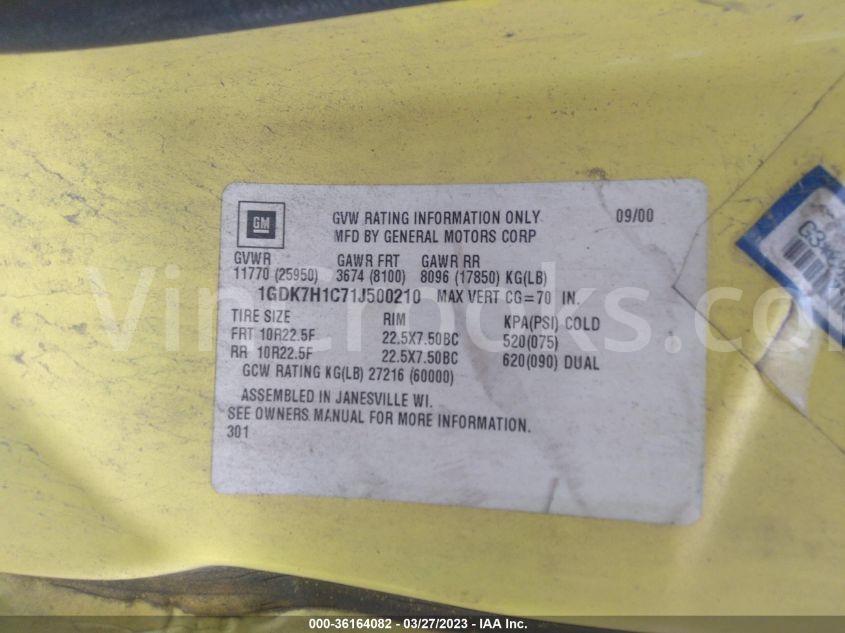 GM
GVW RATING INFORMATION ONLY 09/00
MFD BY GENERAL MOTORS CORP
GVWR GAWR FRT GAWR RR
11770 (25950) 3674 (8100) 8096 (17850) KG(LB)
1GDK7H1C71J500210 MAX VERT CG=70 IN.
TIRE SIZE RIM KPA(PSI) COLD
FRT 10R22.5F 22.5X7.50BC 520(075)
RR 10R22.5F 22.5X7.50BC 620(090) DUAL
GCW RATING KG(LB) 27216 (60000)
ASSEMBLED IN JANESVILLE WI.
SEE OWNERS MANUAL FOR MORE INFORMATION.
301
000-36164082 - 03/27/2023 - IAA Inc.